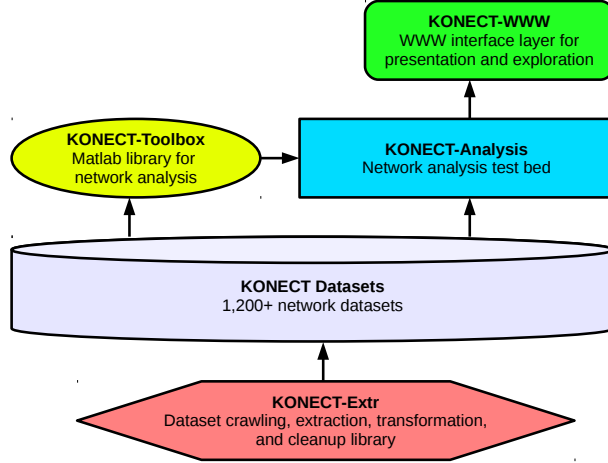 KONECT-WWW
WWW interface layer for
presentation and exploration
KONECT-Toolbox
Matlab library for
network analysis
KONECT-Analysis
Network analysis test bed
KONECT Datasets
1,200+ network datasets
KONECT-Extr
Dataset crawling, extraction, transformation,
and cleanup library